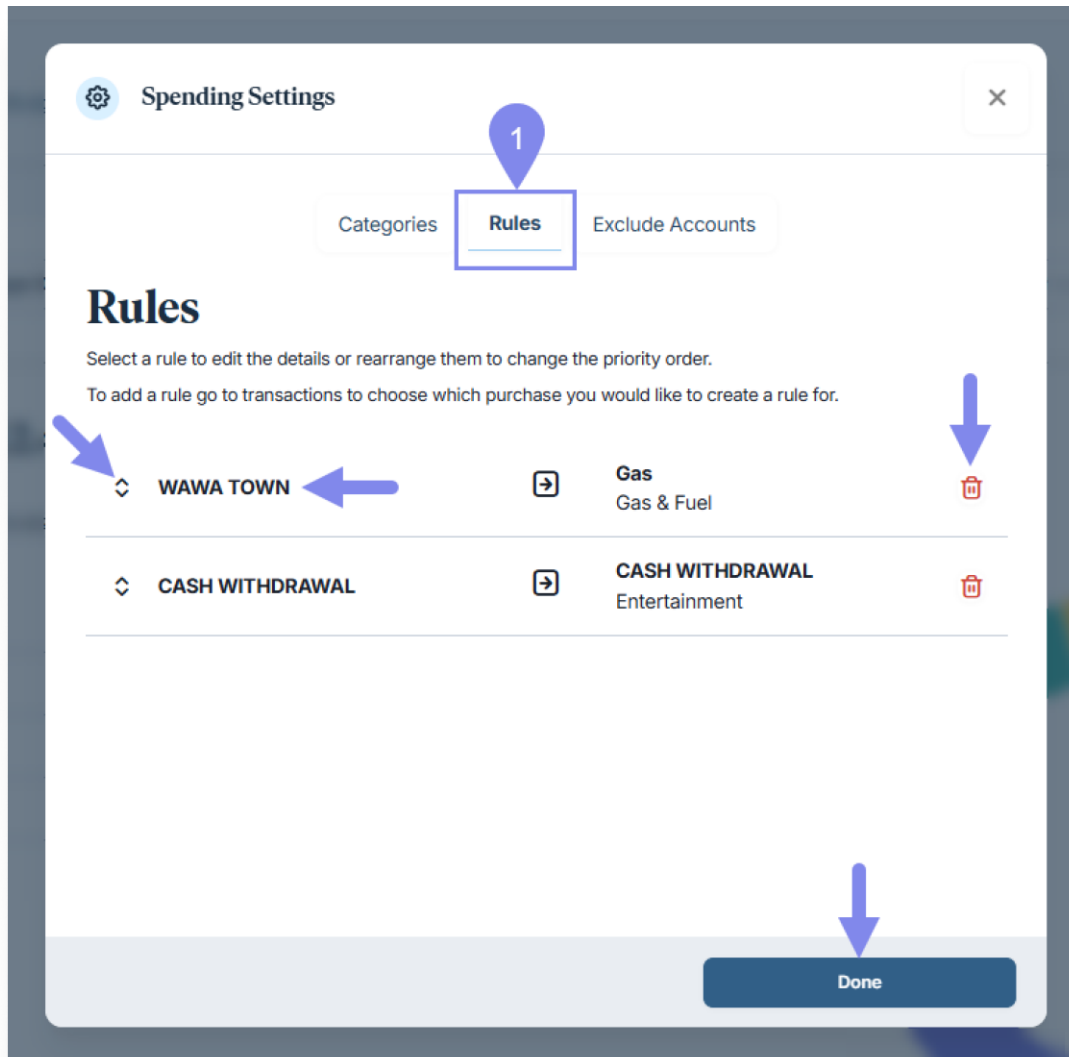 Spending Settings
1
Categories Rules Exclude Accounts
Rules
Select a rule to edit the details or rearrange them to change the priority order.
To add a rule go to transactions to choose which purchase you would like to create a rule for.
WAWA TOWN
Gas
Gas & Fuel
CASH WITHDRAWAL
CASH WITHDRAWAL
Entertainment
Done